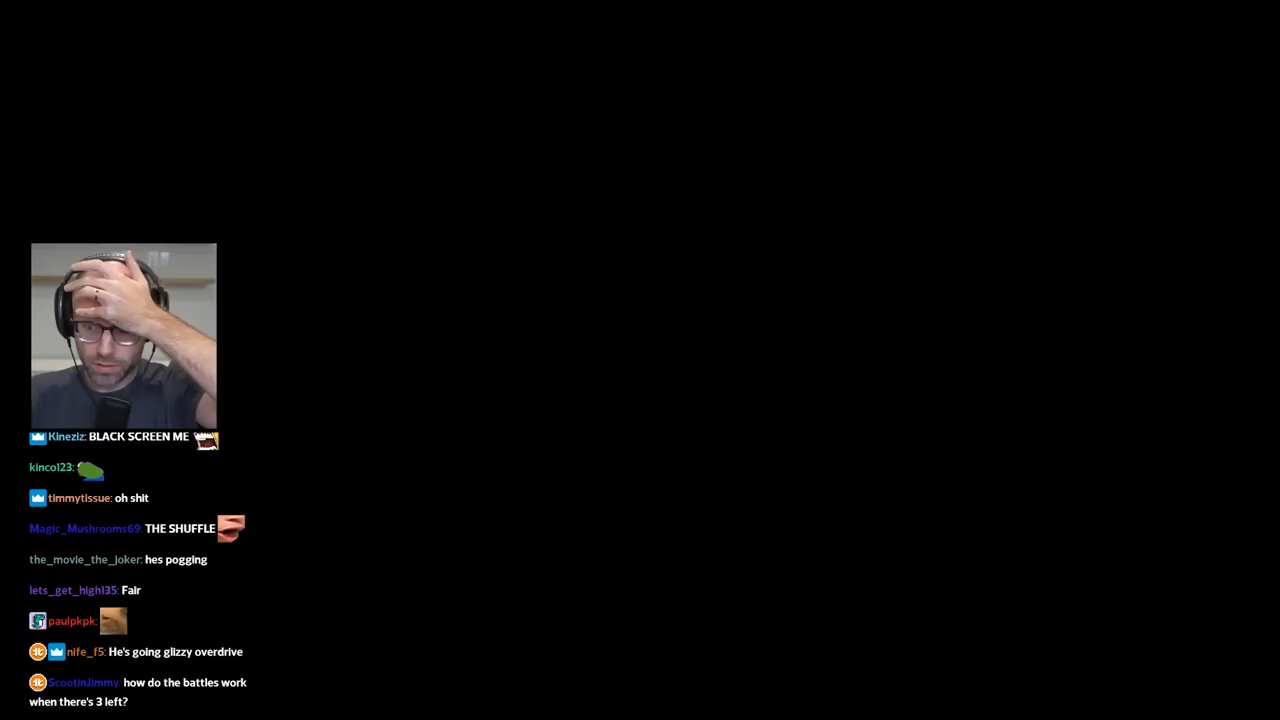 Kineziz: BLACK SCREEN ME
kinco123:
timmytissue: oh shit
Magic_Mushrooms69: THE SHUFFLE
the_movie_the_joker: hes pogging
lets_get_high135: Fair
paulpkpk:
nife_f5: He's going glizzy overdrive
ScootinJimmy: how do the battles work
when there's 3 left?